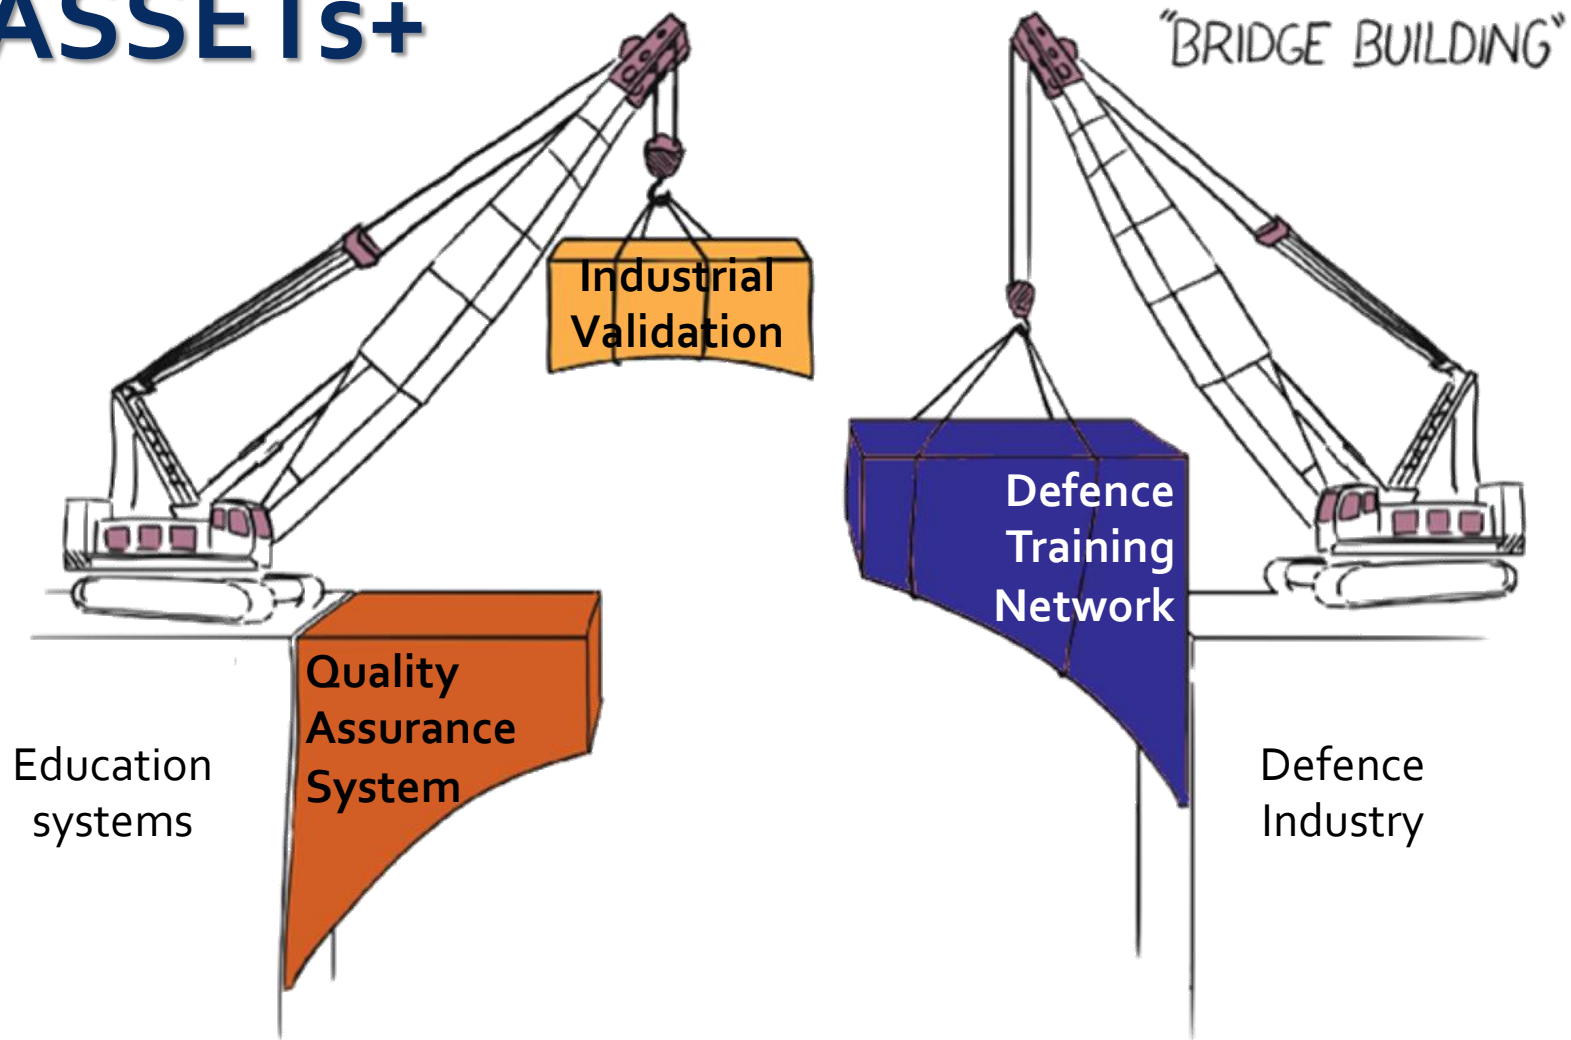 ASSETs+
"BRIDGE BUILDING"
Industrial
Validation
Defence
Training
Network
Quality
Assurance
System
Education
systems
Defence
Industry